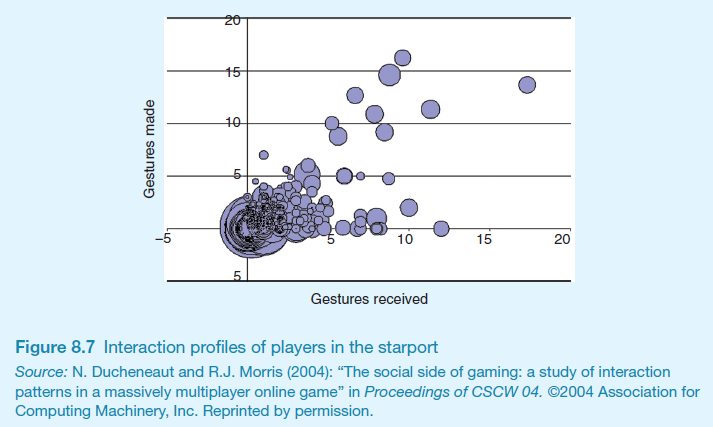 20
15
10
5
–5
5
10
15
20
5
Gestures made
Gestures received
Figure 8.7 Interaction profiles of players in the starport
Source: N. Ducheneaut and R.J. Morris (2004): “The social side of gaming: a study of interaction
patterns in a massively multiplayer online game” in Proceedings of CSCW 04. ©2004 Association for
Computing Machinery, Inc. Reprinted by permission.